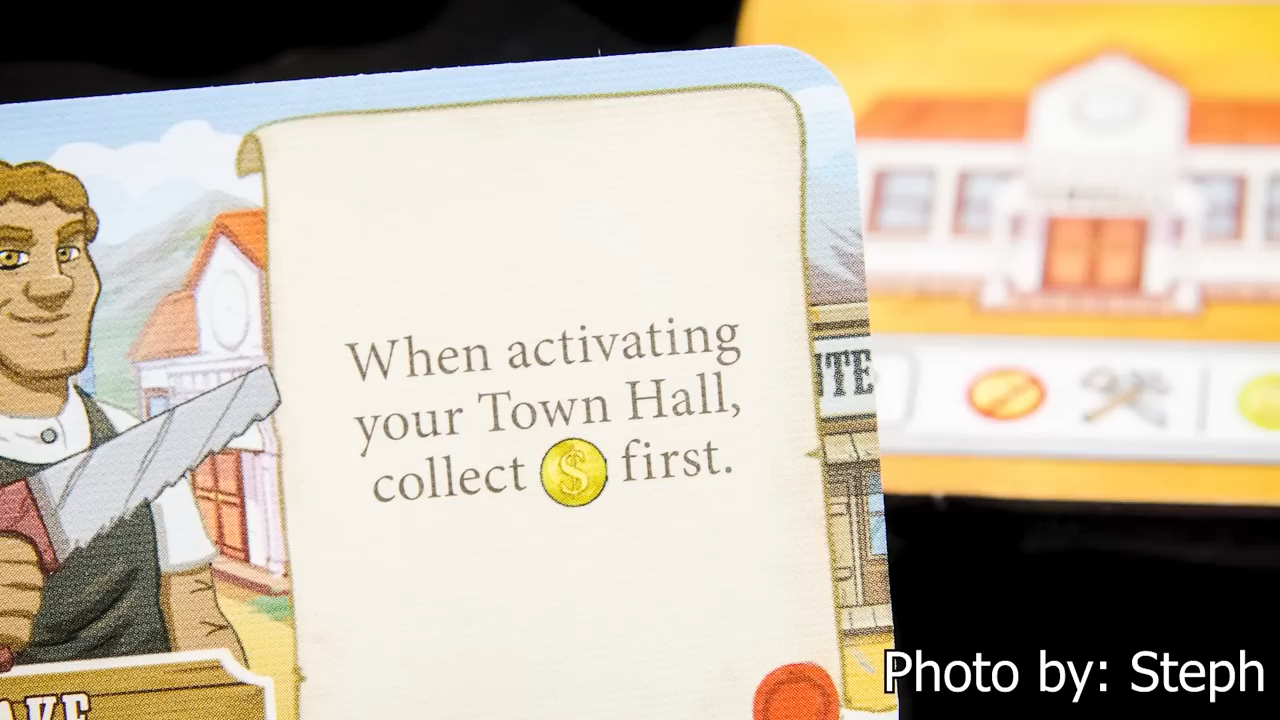 When activating
your Town Hall,
collect $ first.
Photo by: Steph